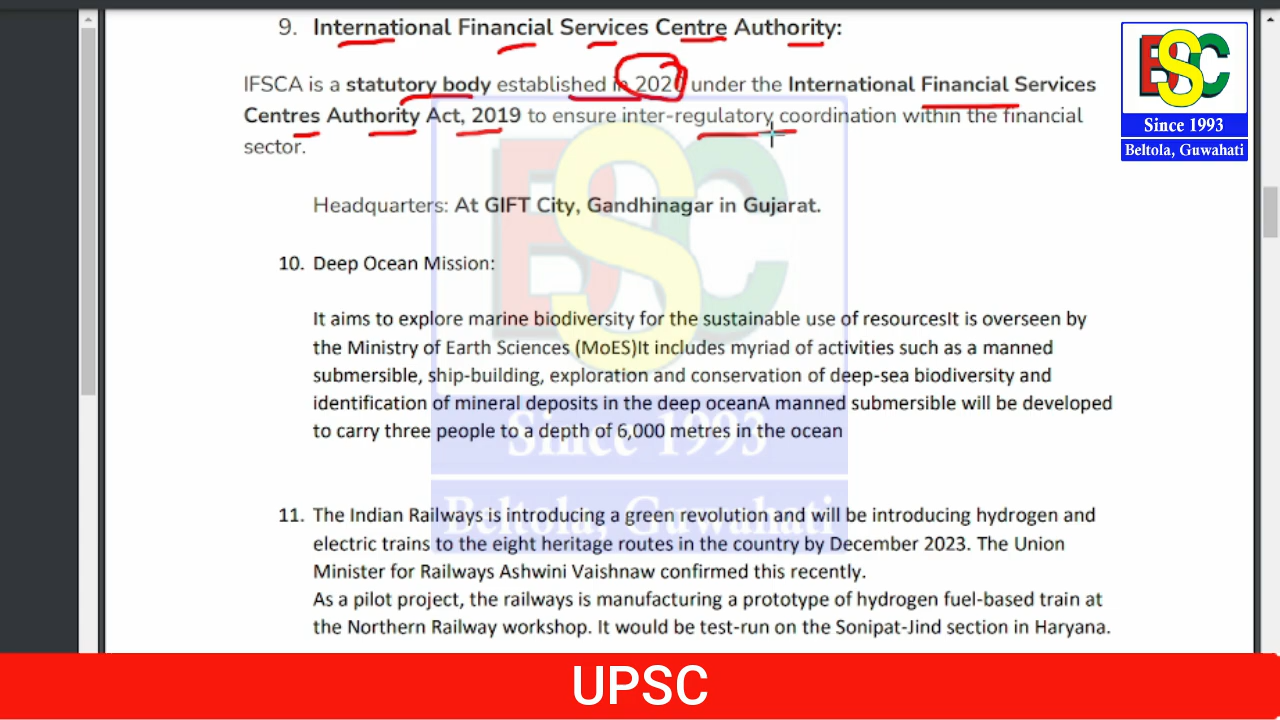 9. International Financial Services Centre Authority:
IFSCA is a statutory body established in 2020 under the International Financial Services
Centres Authority Act, 2019 to ensure inter-regulatory coordination within the financial
sector.
Headquarters: At GIFT City, Gandhinagar in Gujarat.
10. Deep Ocean Mission:
It aims to explore marine biodiversity for the sustainable use of resourcesIt is overseen by
the Ministry of Earth Sciences (MoES)It includes myriad of activities such as a manned
submersible, ship-building, exploration and conservation of deep-sea biodiversity and
identification of mineral deposits in the deep oceanA manned submersible will be developed
to carry three people to a depth of 6,000 metres in the ocean
11. The Indian Railways is introducing a green revolution and will be introducing hydrogen and
electric trains to the eight heritage routes in the country by December 2023. The Union
Minister for Railways Ashwini Vaishnaw confirmed this recently.
As a pilot project, the railways is manufacturing a prototype of hydrogen fuel-based train at
the Northern Railway workshop. It would be test-run on the Sonipat-Jind section in Haryana.
ESC
Since 1993
Beltola, Guwahati
ESC
Since 1993
Beltola, Guwahati
UPSC